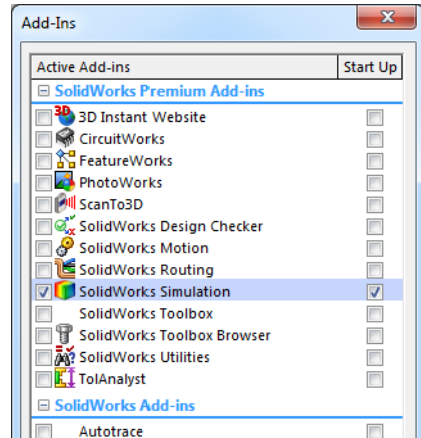 Add-Ins
Active Add-ins Start Up
SolidWorks Premium Add-ins
3D 3D Instant Website
CircuitWorks
FeatureWorks
PhotoWorks
ScanTo3D
SolidWorks Design Checker
SolidWorks Motion
SolidWorks Routing
SolidWorks Simulation
SolidWorks Toolbox
SolidWorks Toolbox Browser
SolidWorks Utilities
TolAnalyst
SolidWorks Add-ins
Autotrace